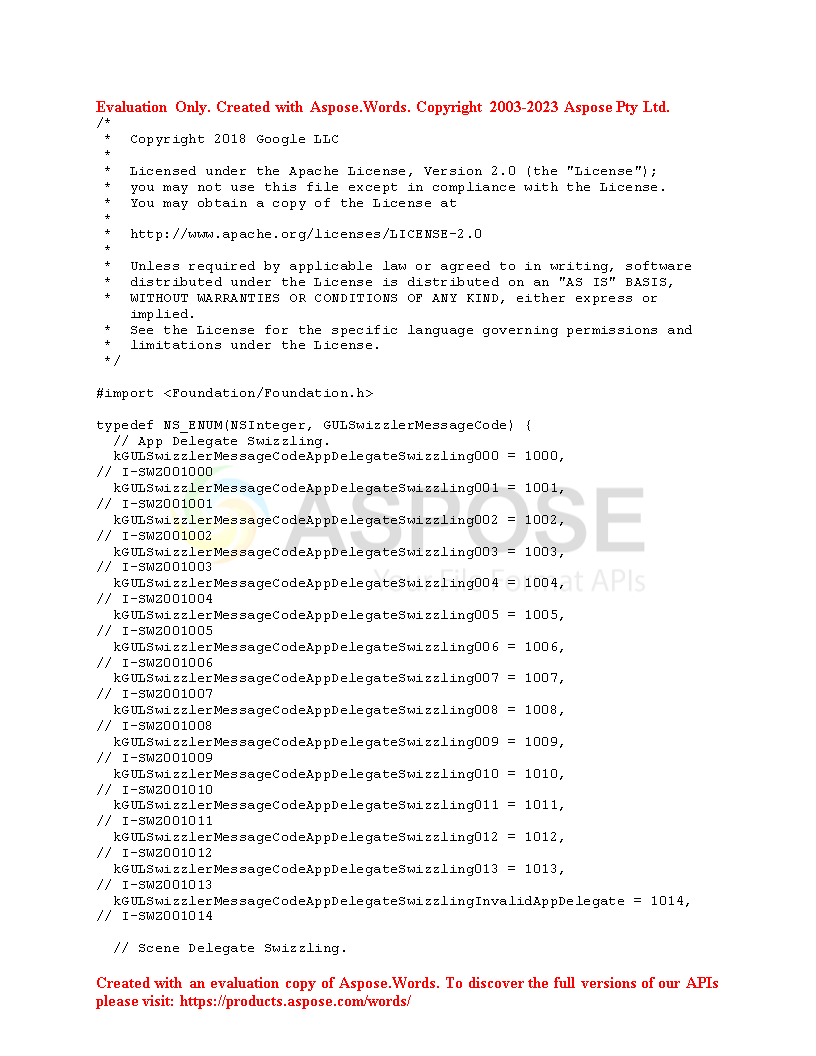 Evaluation Only. Created with Aspose.Words. Copyright 2003-2023 Aspose Pty Ltd.
/*
 *  Copyright 2018 Google LLC
 *
 *  Licensed under the Apache License, Version 2.0 (the "License");
 *  you may not use this file except in compliance with the License.
 *  You may obtain a copy of the License at
 *
 *  http://www.apache.org/licenses/LICENSE-2.0
 *
 *  Unless required by applicable law or agreed to in writing, software
 *  distributed under the License is distributed on an "AS IS" BASIS,
 *  WITHOUT WARRANTIES OR CONDITIONS OF ANY KIND, either express or
    implied.
 *  See the License for the specific language governing permissions and
 *  limitations under the License.
 */

#import <Foundation/Foundation.h>

typedef NS_ENUM(NSInteger, GULSwizzlerMessageCode) {
  // App Delegate Swizzling.
  kGULSwizzlerMessageCodeAppDelegateSwizzling000 = 1000,
// I-SWZ001000
  kGULSwizzlerMessageCodeAppDelegateSwizzling001 = 1001,
// I-SWZ001001
  kGULSwizzlerMessageCodeAppDelegateSwizzling002 = 1002,
// I-SWZ001002
  kGULSwizzlerMessageCodeAppDelegateSwizzling003 = 1003,
// I-SWZ001003
  kGULSwizzlerMessageCodeAppDelegateSwizzling004 = 1004,
// I-SWZ001004
  kGULSwizzlerMessageCodeAppDelegateSwizzling005 = 1005,
// I-SWZ001005
  kGULSwizzlerMessageCodeAppDelegateSwizzling006 = 1006,
// I-SWZ001006
  kGULSwizzlerMessageCodeAppDelegateSwizzling007 = 1007,
// I-SWZ001007
  kGULSwizzlerMessageCodeAppDelegateSwizzling008 = 1008,
// I-SWZ001008
  kGULSwizzlerMessageCodeAppDelegateSwizzling009 = 1009,
// I-SWZ001009
  kGULSwizzlerMessageCodeAppDelegateSwizzling010 = 1010,
// I-SWZ001010
  kGULSwizzlerMessageCodeAppDelegateSwizzling011 = 1011,
// I-SWZ001011
  kGULSwizzlerMessageCodeAppDelegateSwizzling012 = 1012,
// I-SWZ001012
  kGULSwizzlerMessageCodeAppDelegateSwizzling013 = 1013,
// I-SWZ001013
  kGULSwizzlerMessageCodeAppDelegateSwizzlingInvalidAppDelegate = 1014,
// I-SWZ001014

  // Scene Delegate Swizzling.

ASPOSE
Your File Format APIs
Created with an evaluation copy of Aspose.Words. To discover the full versions of our APIs
please visit: https://products.aspose.com/words/